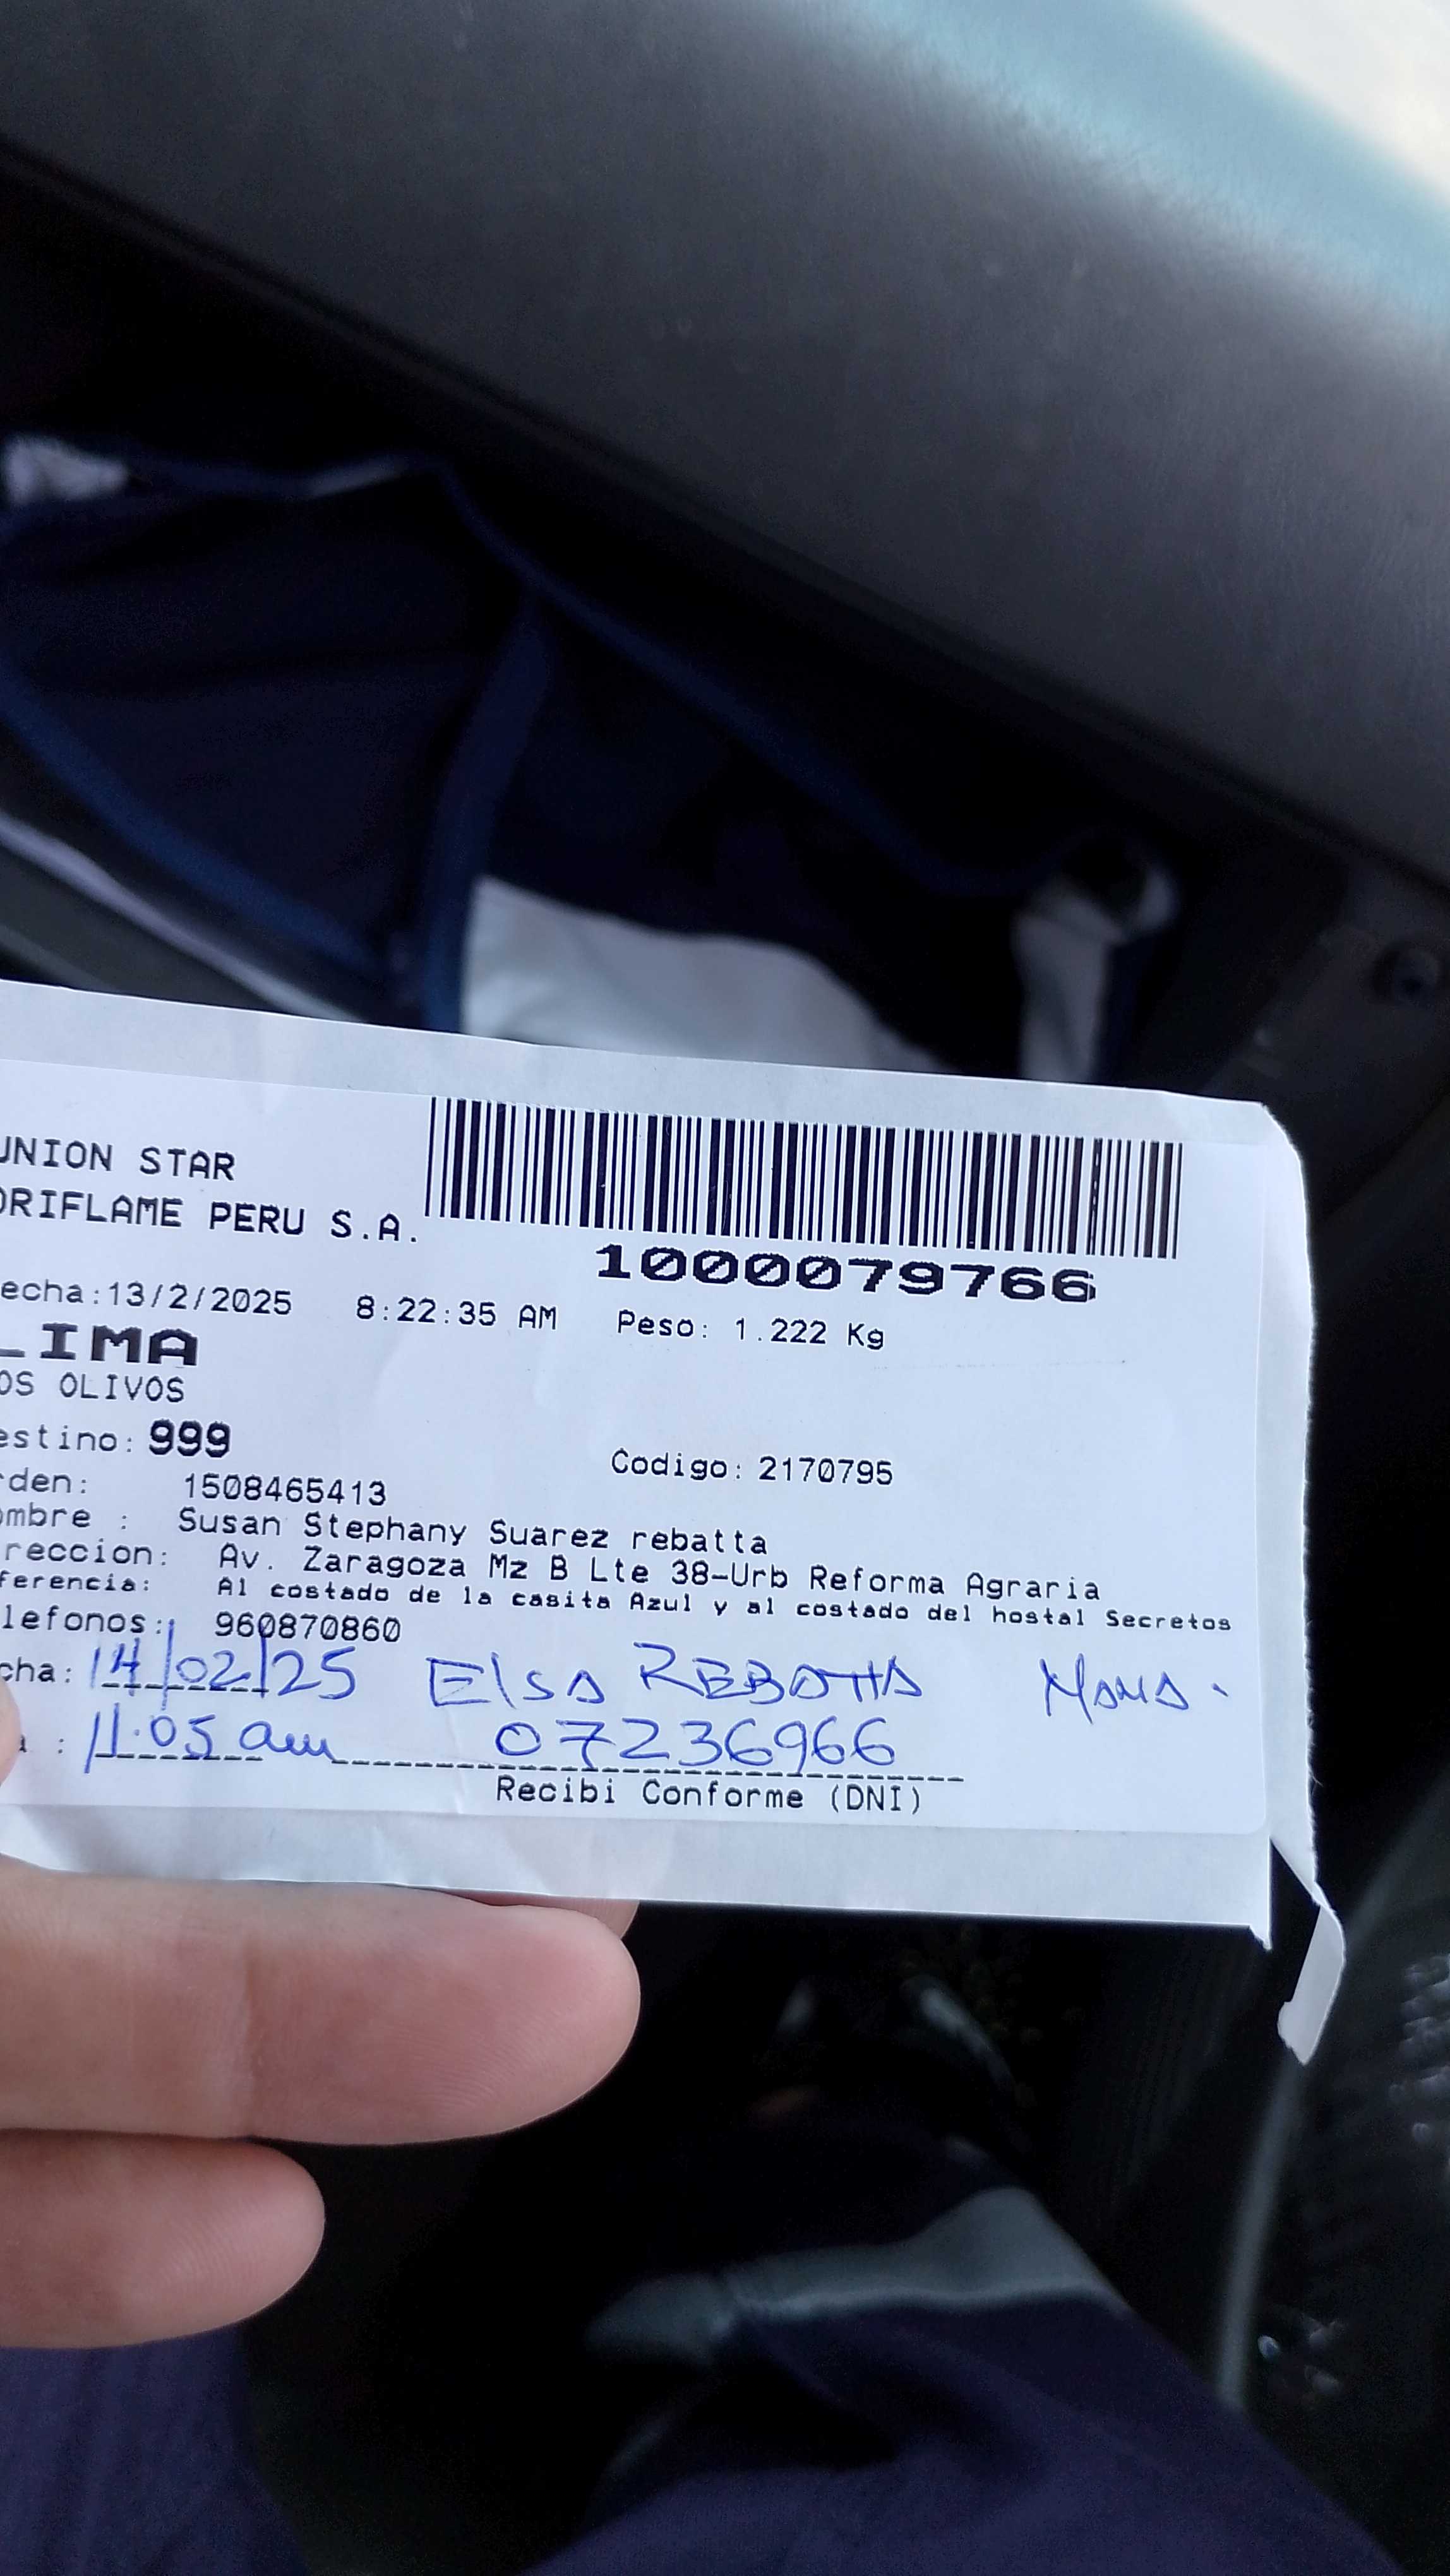 UNION STAR
ORIFLAME PERU S.A.
1000079766
echa:13/2/2025 8:22:35 AM Peso: 1.222 Kg
LIMA
OS OLIVOS
estino: 999
Codigo: 2170795
rden: 1508465413
ombre : Susan Stephany Suarez rebatta
reccion: Av. Zaragoza Mz B Lte 38-Urb Reforma Agraria
ferencia: Al costado de la casita Azul y al costado del hostal Secretos
lefonos: 960870860
cha: 14/02/25 Elsa REBATTA MAMA.
a : 11:05 am 07236966
Recibi Conforme (DNI)